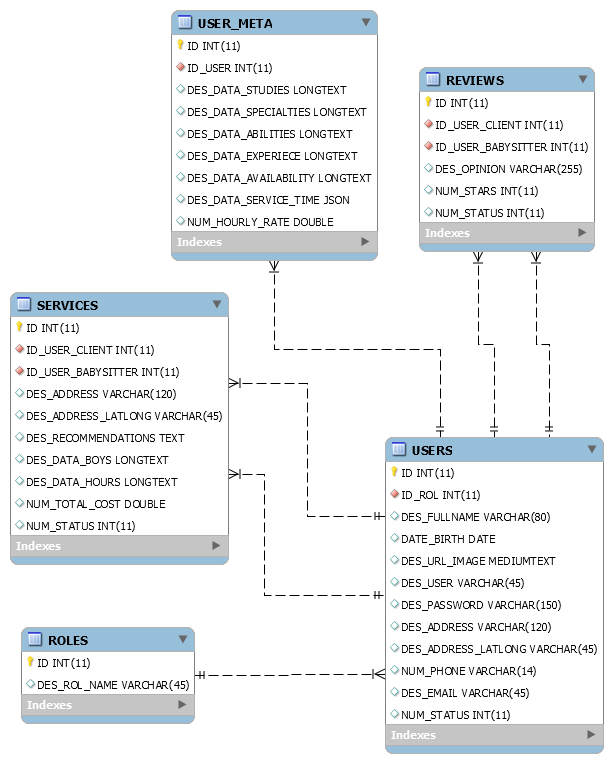 USER_META
ID INT(11)
ID_USER INT(11)
DES_DATA_STUDIES LONGTEXT
DES_DATA_SPECIALTIES LONGTEXT
DES_DATA_ABILITIES LONGTEXT
DES_DATA_EXPERIECE LONGTEXT
DES_DATA_AVAILABILITY LONGTEXT
DES_DATA_SERVICE_TIME JSON
NUM_HOURLY_RATE DOUBLE
Indexes
REVIEWS
ID INT(11)
ID_USER_CLIENT INT(11)
ID_USER_BABYSITTER INT(11)
DES_OPINION VARCHAR(255)
NUM_STARS INT(11)
NUM_STATUS INT(11)
Indexes
SERVICES
ID INT(11)
ID_USER_CLIENT INT(11)
ID_USER_BABYSITTER INT(11)
DES_ADDRESS VARCHAR(120)
DES_ADDRESS_LATLONG VARCHAR(45)
DES_RECOMMENDATIONS TEXT
DES_DATA_BOYS LONGTEXT
DES_DATA_HOURS LONGTEXT
NUM_TOTAL_COST DOUBLE
NUM_STATUS INT(11)
Indexes
USERS
ID INT(11)
ID_ROL INT(11)
DES_FULLNAME VARCHAR(80)
DATE_BIRTH DATE
DES_URL_IMAGE MEDIUMTEXT
DES_USER VARCHAR(45)
DES_PASSWORD VARCHAR(150)
DES_ADDRESS VARCHAR(120)
DES_ADDRESS_LATLONG VARCHAR(45)
NUM_PHONE VARCHAR(14)
DES_EMAIL VARCHAR(45)
NUM_STATUS INT(11)
Indexes
ROLES
ID INT(11)
DES_ROL_NAME VARCHAR(45)
Indexes